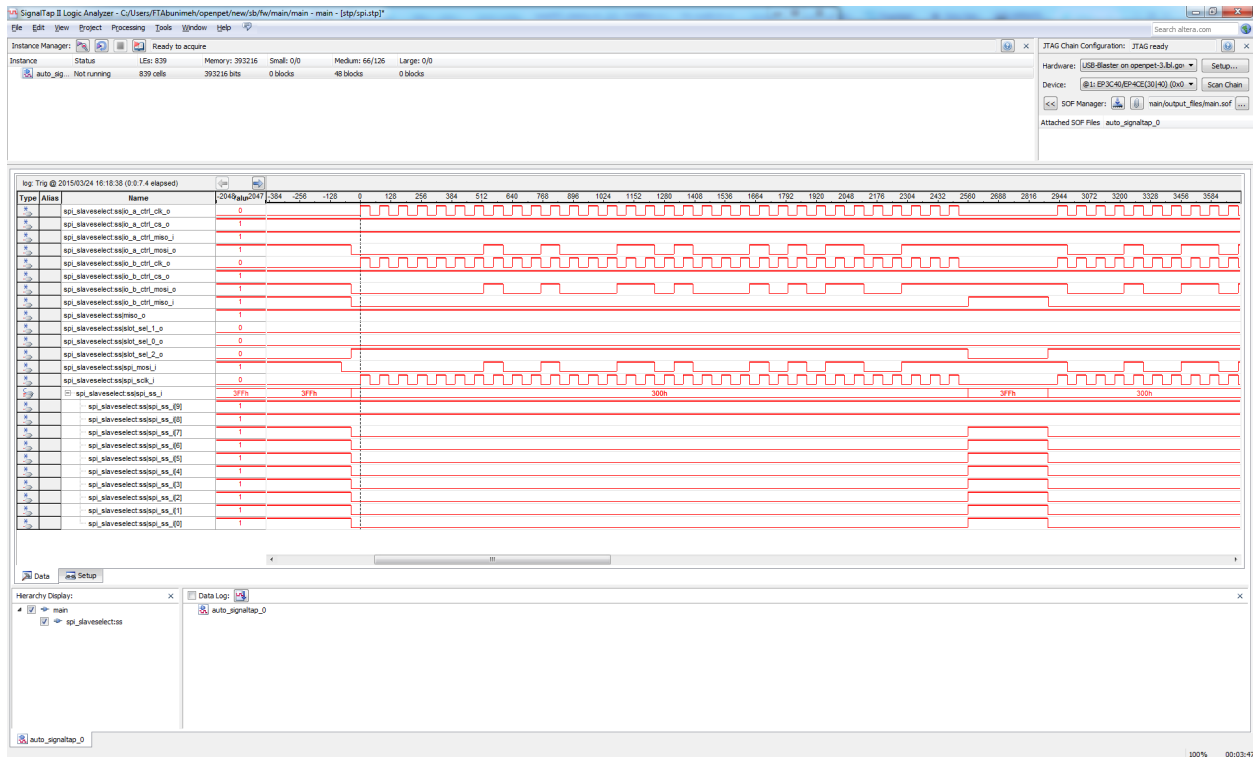 SignalTap II Logic Analyzer - C:/Users/FTAbunimeh/openpet/new/sb/fw/main/main - main - [stp/spi.stp]*
File Edit View Project Processing Tools Window Help
Search altera.com
Instance Manager: Ready to acquire
Instance Status LEs: 839 Memory: 393216 Small: 0/0 Medium: 66/126 Large: 0/0
auto_sig... Not running 839 cells 393216 bits 0 blocks 48 blocks 0 blocks
JTAG Chain Configuration: JTAG ready
Hardware: USB-Blaster on openpet-3.lbl.gov Setup...
Device: @1: EP3C40/EP4CE(30|40) (0x0 Scan Chain
<< SOF Manager: main/output_files/main.sof ...
Attached SOF Files auto_signaltap_0
log: Trig @ 2015/03/24 16:18:38 (0:0:7.4 elapsed)
Type Alias Name -2048 2047 -384 -256 -128 0 128 256 384 512 640 768 896 1024 1152 1280 1408 1536 1664 1792 1920 2048 2176 2304 2432 2560 2688 2816 2944 3072 3200 3328 3456 3584
spi_slaveselect:ss|io_a_ctrl_clk_o 0
spi_slaveselect:ss|io_a_ctrl_cs_o 1
spi_slaveselect:ss|io_a_ctrl_miso_i 1
spi_slaveselect:ss|io_a_ctrl_mosi_o 1
spi_slaveselect:ss|io_b_ctrl_clk_o 0
spi_slaveselect:ss|io_b_ctrl_cs_o 1
spi_slaveselect:ss|io_b_ctrl_mosi_o 1
spi_slaveselect:ss|io_b_ctrl_miso_i 1
spi_slaveselect:ss|miso_o 1
spi_slaveselect:ss|slot_sel_1_o 0
spi_slaveselect:ss|slot_sel_0_o 0
spi_slaveselect:ss|slot_sel_2_o 0
spi_slaveselect:ss|spi_mosi_i 1
spi_slaveselect:ss|spi_sclk_i 0
spi_slaveselect:ss|spi_ss_i 3FFh 3FFh 300h 3FFh 300h
spi_slaveselect:ss|spi_ss_i[9] 1
spi_slaveselect:ss|spi_ss_i[8] 1
spi_slaveselect:ss|spi_ss_i[7] 1
spi_slaveselect:ss|spi_ss_i[6] 1
spi_slaveselect:ss|spi_ss_i[5] 1
spi_slaveselect:ss|spi_ss_i[4] 1
spi_slaveselect:ss|spi_ss_i[3] 1
spi_slaveselect:ss|spi_ss_i[2] 1
spi_slaveselect:ss|spi_ss_i[1] 1
spi_slaveselect:ss|spi_ss_i[0] 1
Data Setup
Hierarchy Display:
main
spi_slaveselect:ss
Data Log:
auto_signaltap_0
auto_signaltap_0
100% 00:03:47